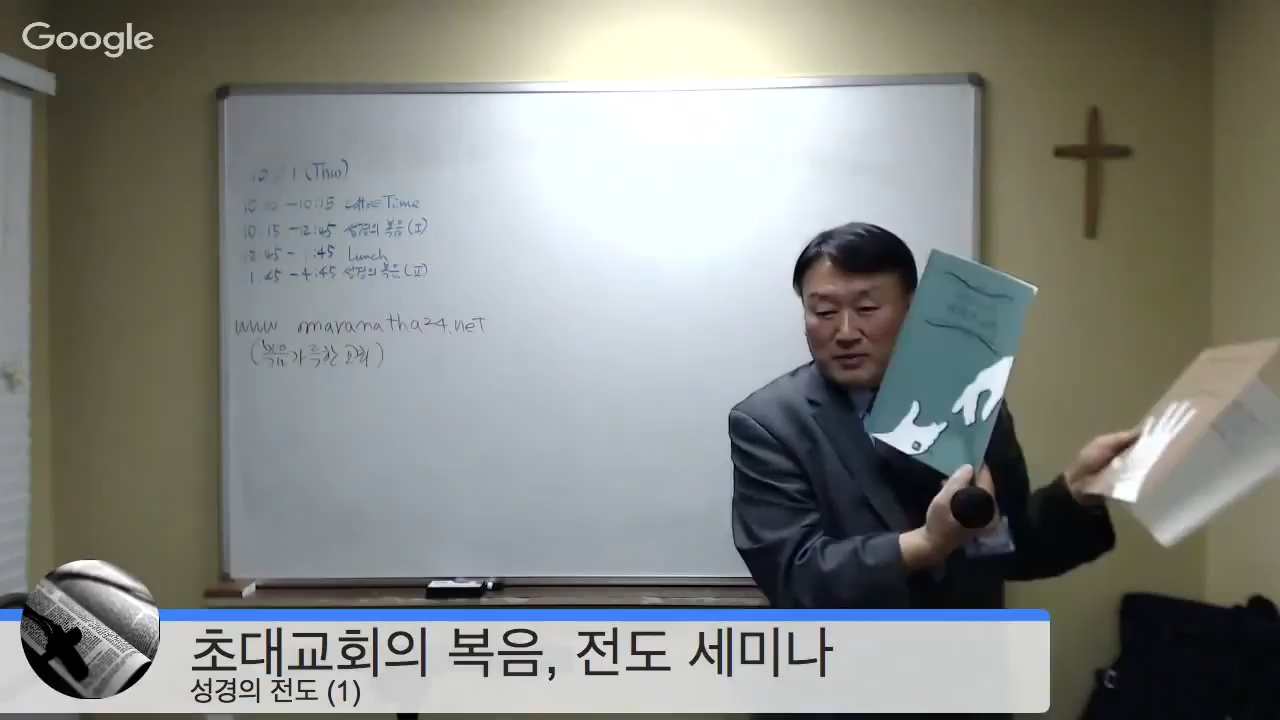 Google
10/1 (Thu)
10:00 - 10:15 Coffee Time
10:15 - 12:45 성경의 복음 (I)
12:45 - 1:45 Lunch
1:45 - 4:45 성경의 복음 (II)
www maranatha24.net
(복음가득한교회)
초대교회의 복음, 전도 세미나
성경의 전도 (1)